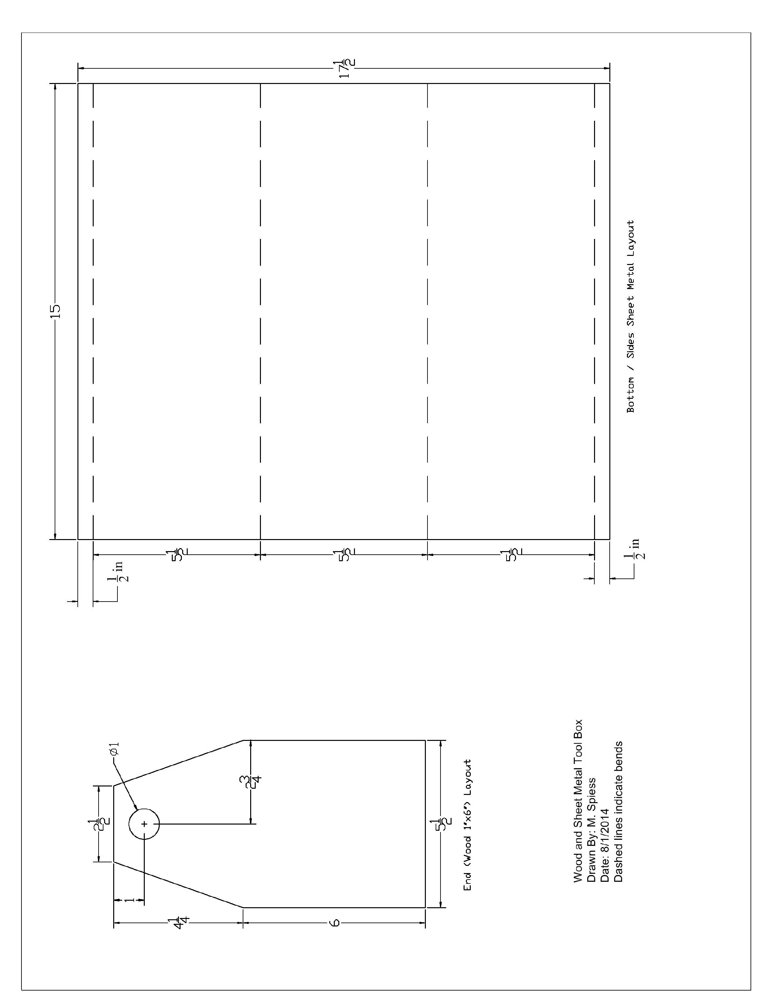 15
17 1/2
1/2 in
5 1/2
5 1/2
5 1/2
1/2 in
Bottom / Sides Sheet Metal Layout
2 1/2
Ø1
1
4 1/4
2 3/4
6
5 1/2
End (Wood 1"x6") Layout
Wood and Sheet Metal Tool Box
Drawn By: M. Spiess
Date: 8/1/2014
Dashed lines indicate bends